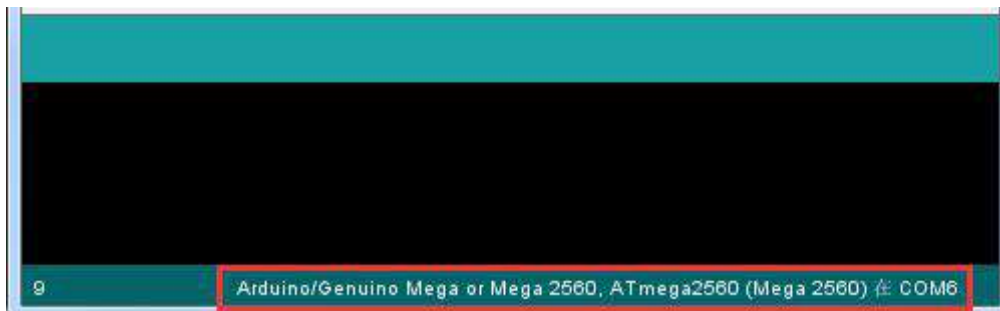 9 Arduino/Genuino Mega or Mega 2560, ATmega2560 (Mega 2560) 在 COM6